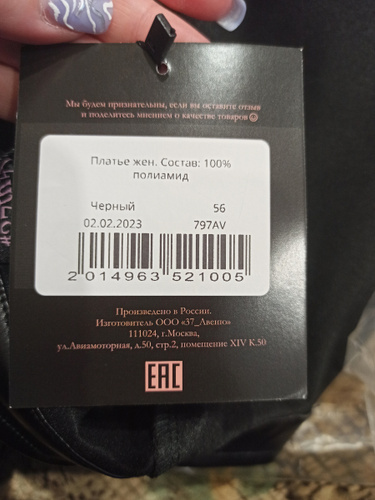 Мы будем признательны, если вы оставите отзыв
и поделитесь мнением о качестве товаров☺
Платье жен. Состав: 100%
полиамид
Черный 56
02.02.2023 797AV
2 014963 521005
Произведено в России.
Изготовитель ООО «37_Авеню»
111024, г.Москва,
ул.Авиамоторная, д.50, стр.2, помещение XIV К.50
EAC